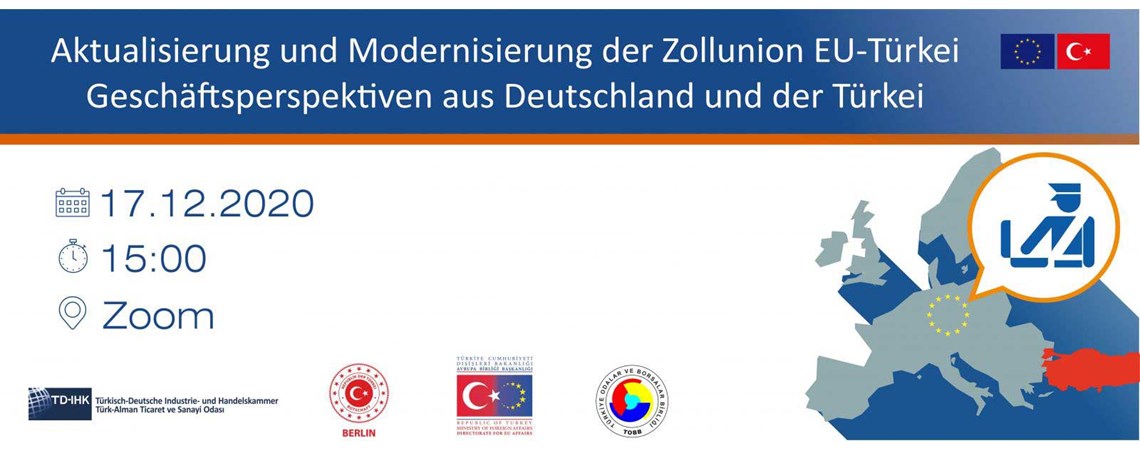 Aktualisierung und Modernisierung der Zollunion EU-Türkei
Geschäftsperspektiven aus Deutschland und der Türkei
17.12.2020
15:00
Zoom
TD-IHK
Türkisch-Deutsche Industrie- und Handelskammer
Türk-Alman Ticaret ve Sanayi Odası
BERLIN
TÜRKİYE CUMHURİYETİ
DIŞİŞLERİ BAKANLIĞI
AVRUPA BİRLİĞİ BAŞKANLIĞI
REPUBLIC OF TURKEY
MINISTRY OF FOREIGN AFFAIRS
DIRECTORATE FOR EU AFFAIRS
TÜRKİYE ODALAR VE BORSALAR BİRLİĞİ
TOBB